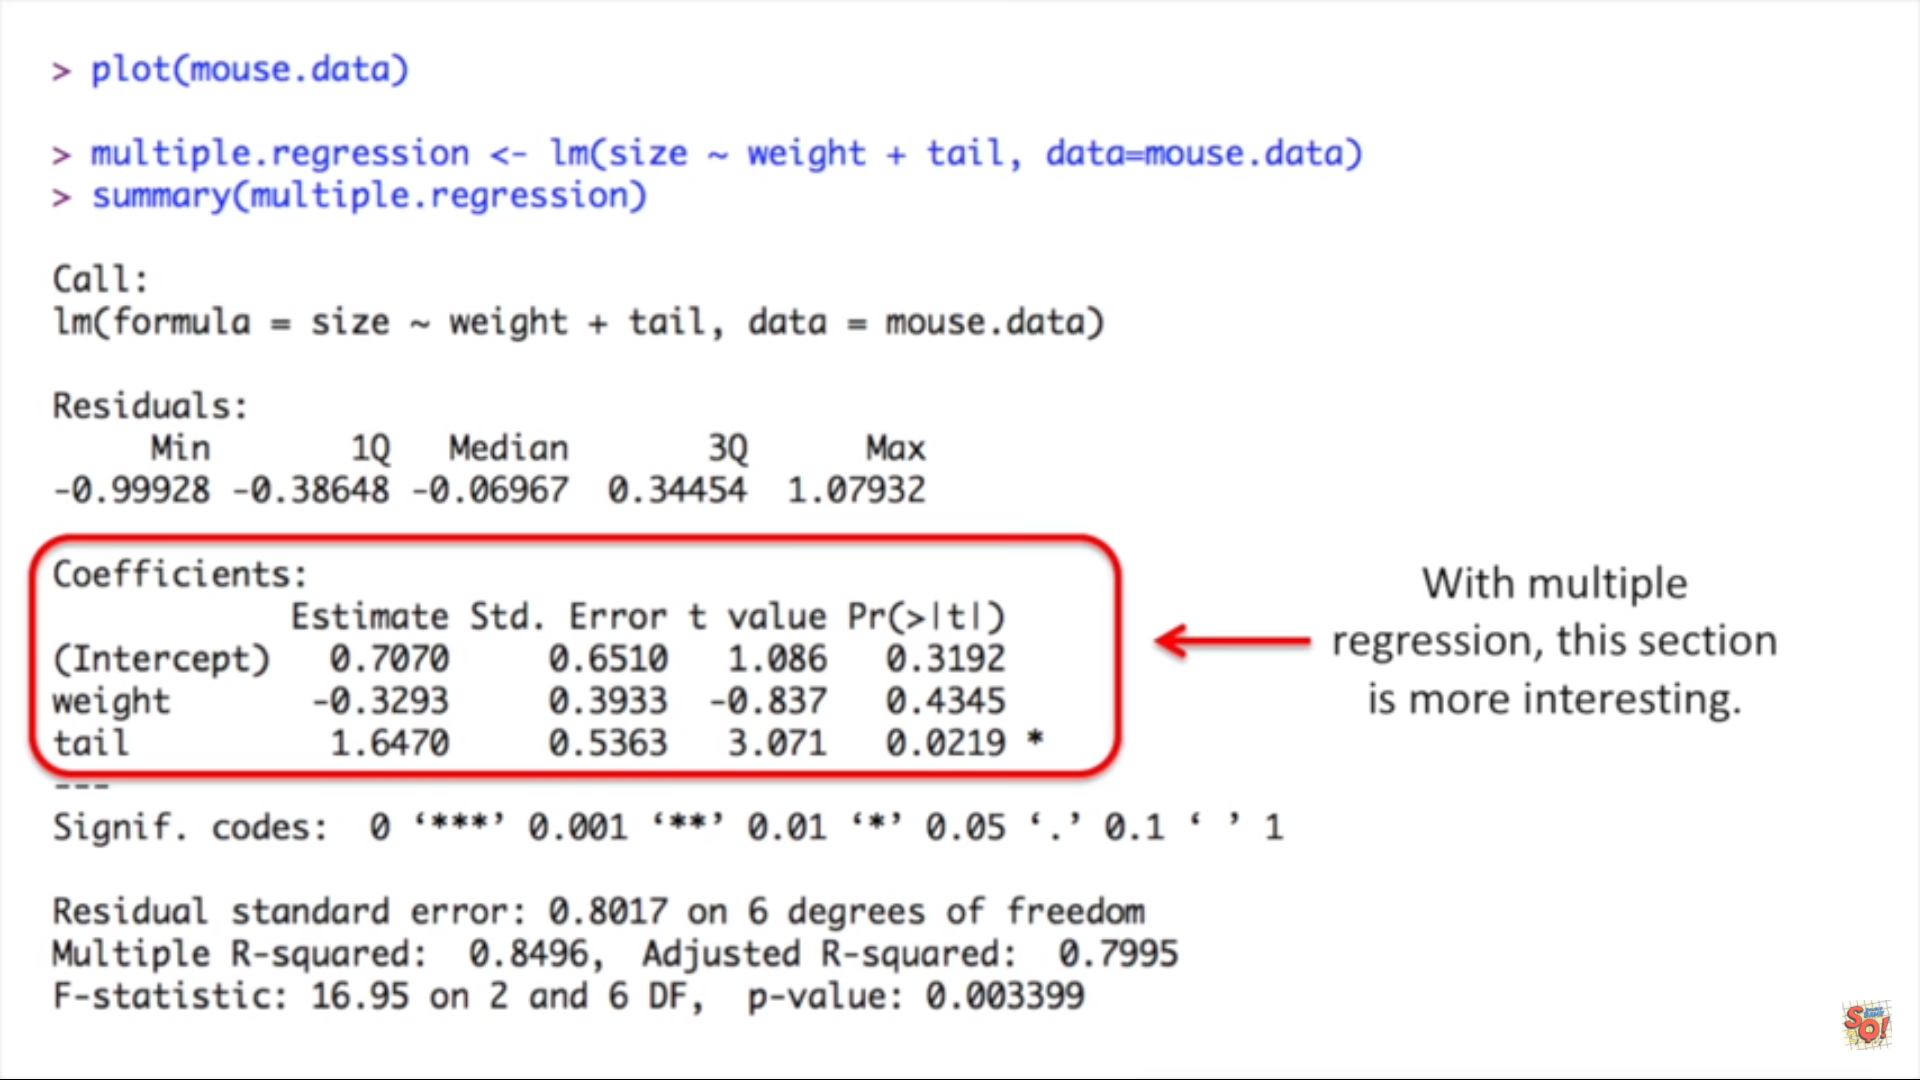 > plot(mouse.data)
> multiple.regression <- lm(size ~ weight + tail, data=mouse.data)
> summary(multiple.regression)
Call:
lm(formula = size ~ weight + tail, data = mouse.data)
Residuals:
     Min       1Q   Median       3Q      Max
-0.99928 -0.38648 -0.06967  0.34454  1.07932
Coefficients:
            Estimate Std. Error t value Pr(>|t|)
(Intercept)   0.7070     0.6510   1.086   0.3192
weight       -0.3293     0.3933  -0.837   0.4345
tail          1.6470     0.5363   3.071   0.0219 *
---
Signif. codes:  0 ‘***’ 0.001 ‘**’ 0.01 ‘*’ 0.05 ‘.’ 0.1 ‘ ’ 1
Residual standard error: 0.8017 on 6 degrees of freedom
Multiple R-squared:  0.8496,  Adjusted R-squared:  0.7995
F-statistic: 16.95 on 2 and 6 DF,  p-value: 0.003399
With multiple
regression, this section
is more interesting.
SQ!